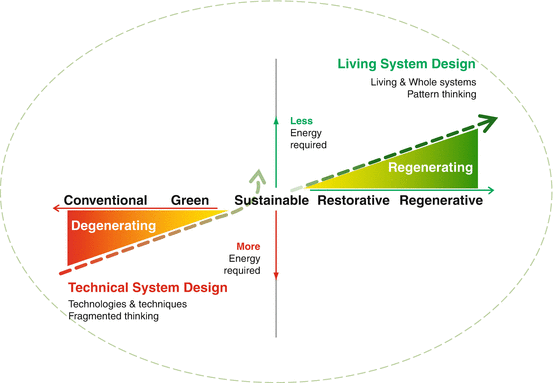 Living System Design
Living & Whole systems
Pattern thinking
Less
Energy
required
Regenerating
Conventional Green Sustainable Restorative Regenerative
Degenerating
More
Energy
required
Technical System Design
Technologies & techniques
Fragmented thinking